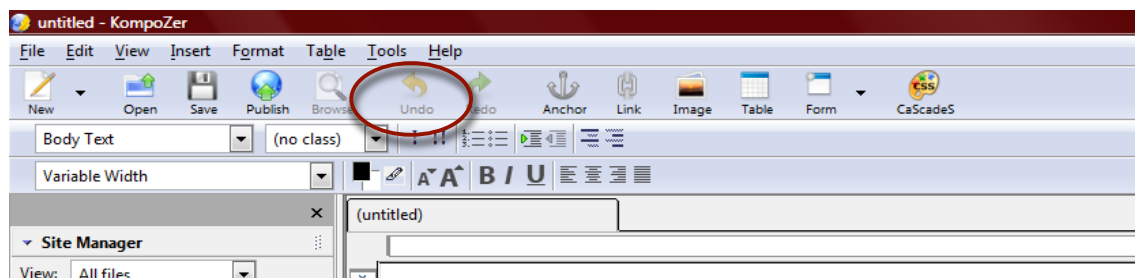 untitled - KompoZer
File Edit View Insert Format Table Tools Help
New Open Save Publish Browse Undo Redo Anchor Link Image Table Form CaScadeS
Body Text (no class) ! !!
Variable Width A A B I U
(untitled)
Site Manager
View: All files